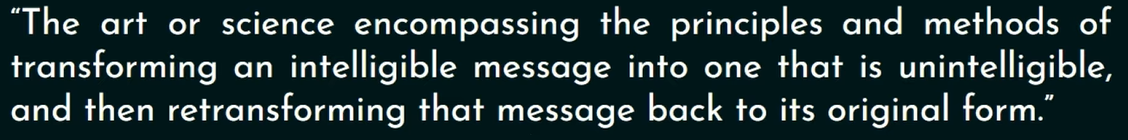 “The art or science encompassing the principles and methods of
transforming an intelligible message into one that is unintelligible,
and then retransforming that message back to its original form.”